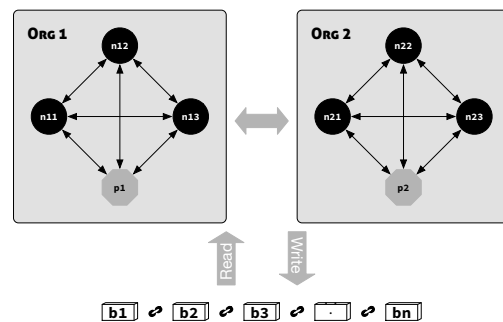 ORG 1
ORG 2
n12
n22
n11
n13
n21
n23
p1
p2
Read
Write
b1 b2 b3 . bn